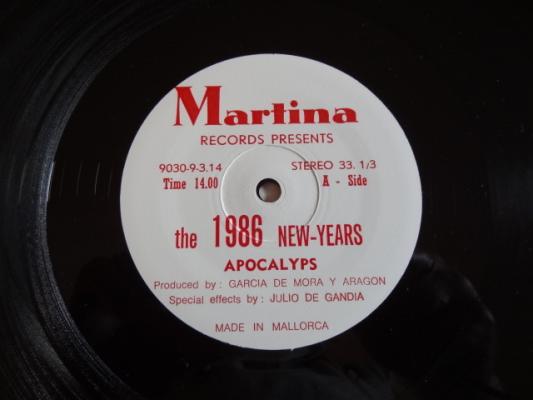 Martina
RECORDS PRESENTS
9030-9-3.14 STEREO 33.1/3
Time 14.00 A - Side
the 1986 NEW-YEARS
APOCALYPS
Produced by: GARCIA DE MORA Y ARAGON
Special effects by: JULIO DE GANDIA
MADE IN MALLORCA